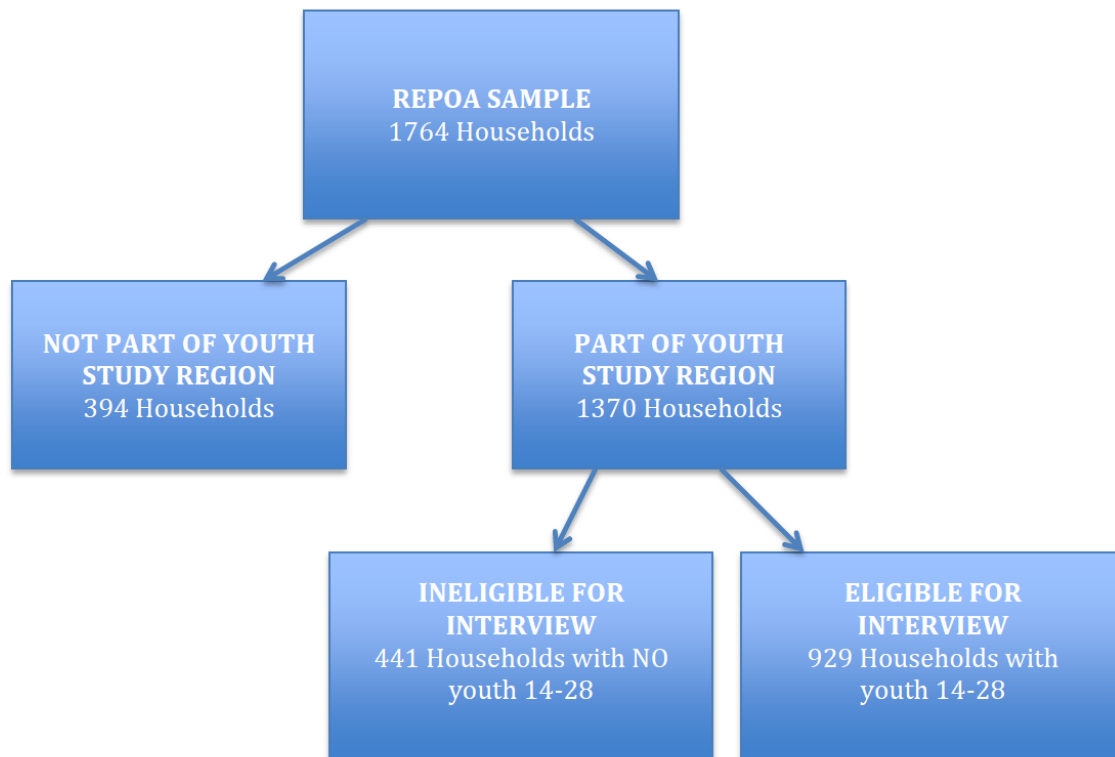 REPOA SAMPLE
1764 Households
NOT PART OF YOUTH
STUDY REGION
394 Households
PART OF YOUTH
STUDY REGION
1370 Households
INELIGIBLE FOR
INTERVIEW
441 Households with NO
youth 14-28
ELIGIBLE FOR
INTERVIEW
929 Households with
youth 14-28